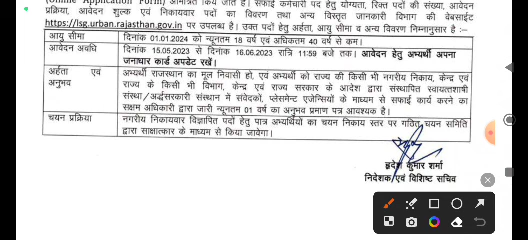 (Online Application Form) आमंत्रित किये जाते हैं। सफाई कर्मचारी पद हेतु योग्यता, रिक्त पदों की संख्या, आवेदन
प्रक्रिया, आवेदन शुल्क एवं निकायवार पदों का विवरण तथा अन्य विस्तृत जानकारी विभाग की वेबसाईट
https://lsg.urban.rajasthan.gov.in पर उपलब्ध है। उक्त पदों हेतु अर्हता, आयु सीमा व अन्य विवरण निम्नानुसार है :–
आयु सीमा दिनांक 01.01.2024 को न्यूनतम 18 वर्ष एवं अधिकतम 40 वर्ष से कम।
आवेदन अवधि दिनांक 15.05.2023 से दिनांक 16.06.2023 रात्रि 11:59 बजे तक। आवेदन हेतु अभ्यर्थी अपना
जनाधार कार्ड अपडेट रखें।
अर्हता एवं अभ्यर्थी राजस्थान का मूल निवासी हो, एवं अभ्यर्थी को राज्य की किसी भी नगरीय निकाय, केन्द्र एवं
अनुभव राज्य के किसी भी विभाग, केन्द्र एवं राज्य सरकार के आदेश द्वारा संस्थापित स्वायतशाषी
संस्था/अर्द्धसरकारी संस्थान में संवेदकों, प्लेसमेन्ट एजेन्सियों के माध्यम से सफाई कार्य करने का
सक्षम अधिकारी द्वारा जारी न्यूनतम 01 वर्ष का अनुभव प्रमाण पत्र आवश्यक है।
चयन प्रक्रिया नगरीय निकायवार विज्ञापित पदों हेतु पात्र अभ्यर्थियों का चयन निकाय स्तर पर गठित चयन समिति
द्वारा साक्षात्कार के माध्यम से किया जावेगा।
हृदेश कुमार शर्मा
निदेशक एवं विशिष्ट सचिव